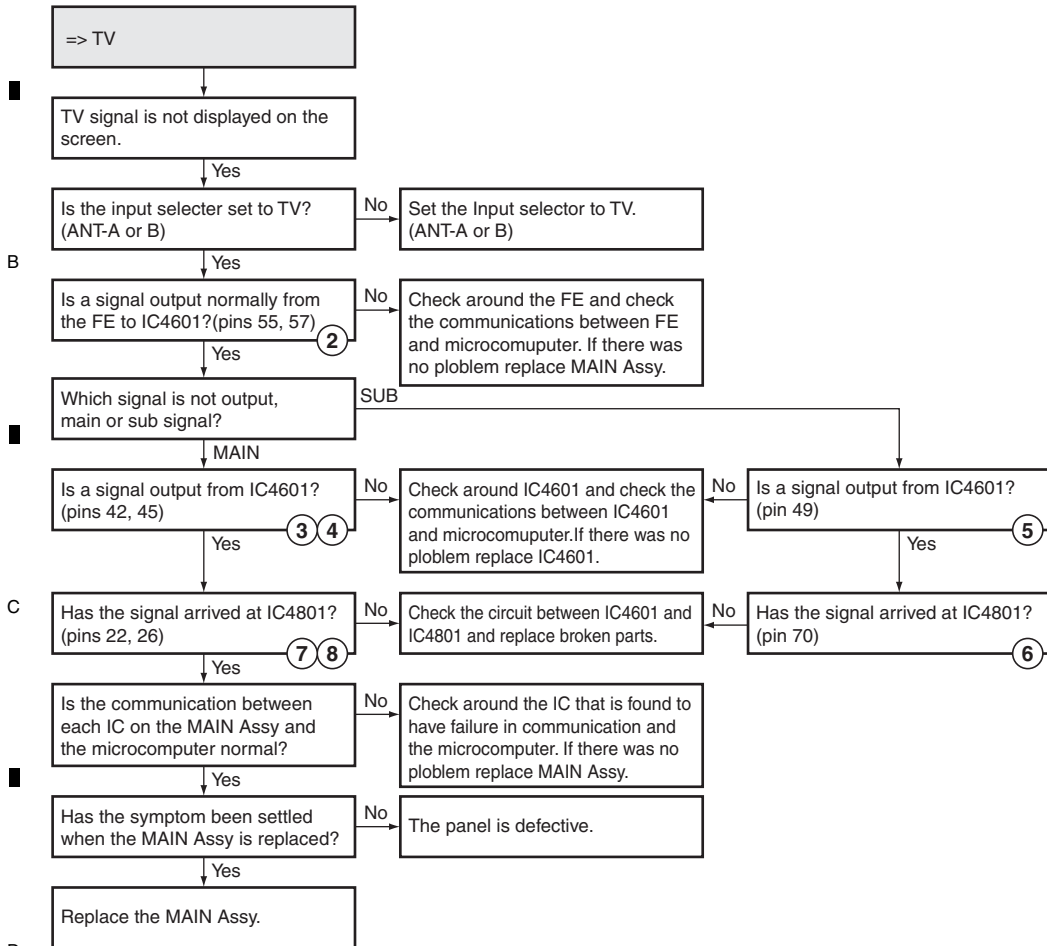 => TV
TV signal is not displayed on the
screen.
Yes
Is the input selecter set to TV?
(ANT-A or B)
No
Set the Input selector to TV.
(ANT-A or B)
B
Yes
Is a signal output normally from
the FE to IC4601?(pins 55, 57)
2
No
Check around the FE and check
the communications between FE
and microcomuputer. If there was
no ploblem replace MAIN Assy.
Yes
Which signal is not output,
main or sub signal?
SUB
MAIN
Is a signal output from IC4601?
(pins 42, 45)
3 4
No
Check around IC4601 and check the
communications between IC4601
and microcomuputer.If there was no
ploblem replace IC4601.
No
Is a signal output from IC4601?
(pin 49)
5
Yes
Yes
C
Has the signal arrived at IC4801?
(pins 22, 26)
7 8
No
Check the circuit between IC4601 and
IC4801 and replace broken parts.
No
Has the signal arrived at IC4801?
(pin 70)
6
Yes
Is the communication between
each IC on the MAIN Assy and
the microcomputer normal?
No
Check around the IC that is found to
have failure in communication and
the microcomputer. If there was no
ploblem replace MAIN Assy.
Yes
Has the symptom been settled
when the MAIN Assy is replaced?
No
The panel is defective.
Yes
Replace the MAIN Assy.